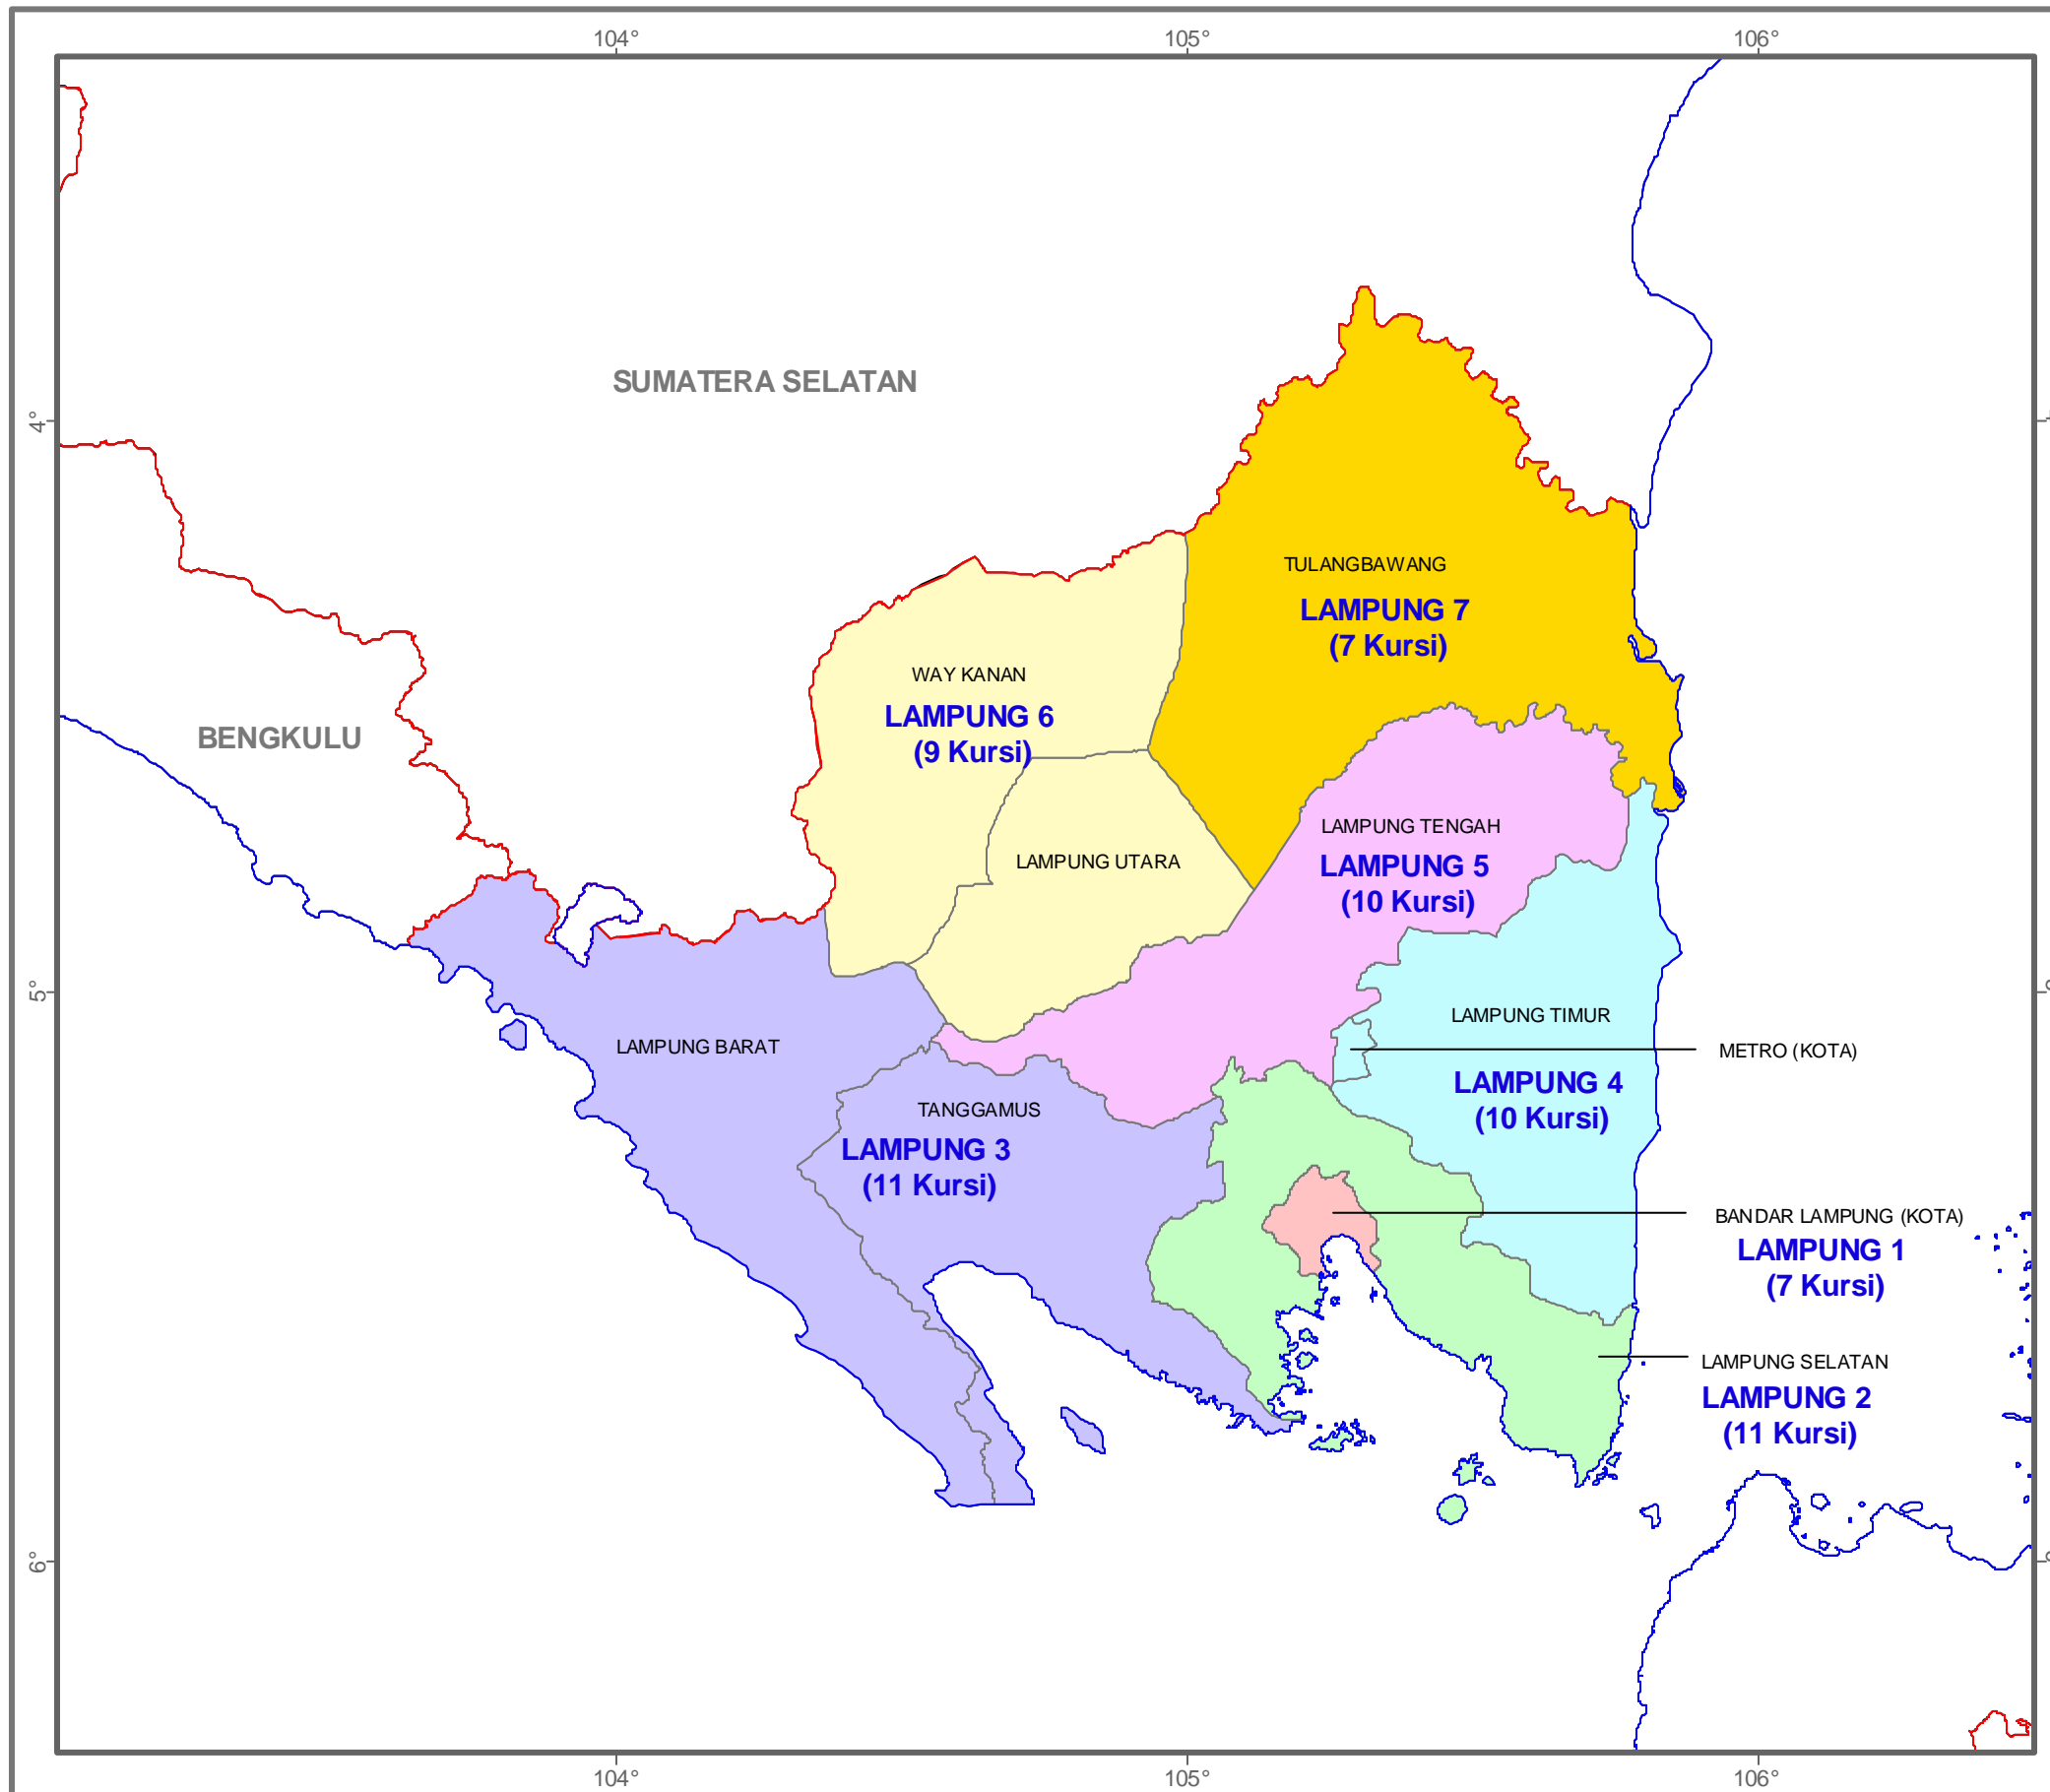 104°
105°
106°
SUMATERA SELATAN
4°
TULANGBAWANG
LAMPUNG 7
(7 Kursi)
WAY KANAN
LAMPUNG 6
(9 Kursi)
BENGKULU
LAMPUNG TENGAH
LAMPUNG 5
(10 Kursi)
LAMPUNG UTARA
5°
LAMPUNG TIMUR
METRO (KOTA)
LAMPUNG 4
(10 Kursi)
LAMPUNG BARAT
TANGGAMUS
LAMPUNG 3
(11 Kursi)
BANDAR LAMPUNG (KOTA)
LAMPUNG 1
(7 Kursi)
LAMPUNG SELATAN
LAMPUNG 2
(11 Kursi)
6°
104°
105°
106°